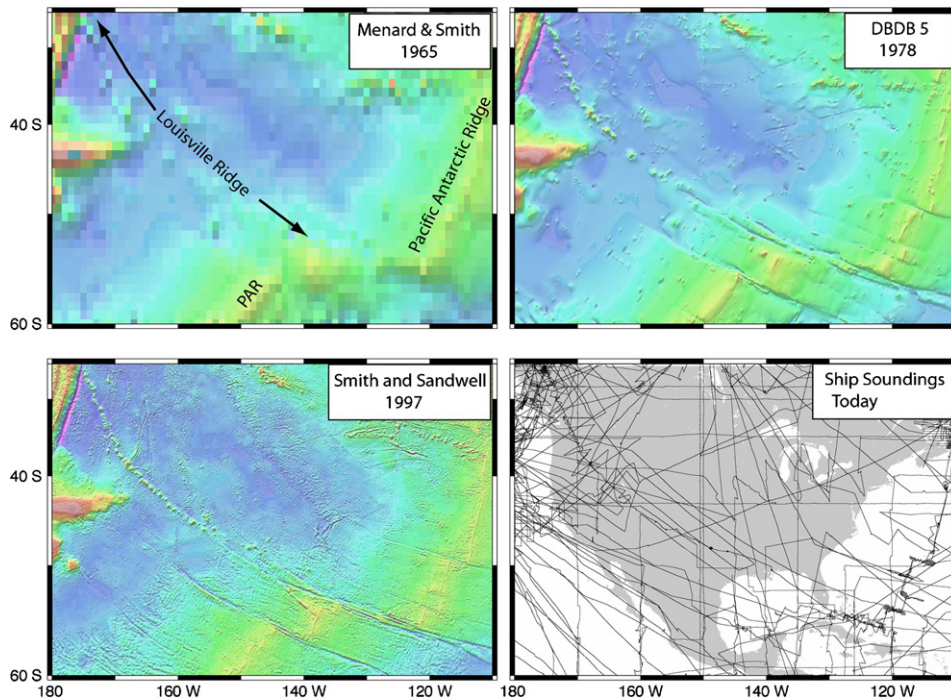 Menard & Smith
1965
Louisville Ridge
Pacific Antarctic Ridge
PAR
40 S
60 S
DBDB 5
1978
Smith and Sandwell
1997
40 S
60 S
180 160 W 140 W 120 W
Ship Soundings
Today
180 160 W 140 W 120 W